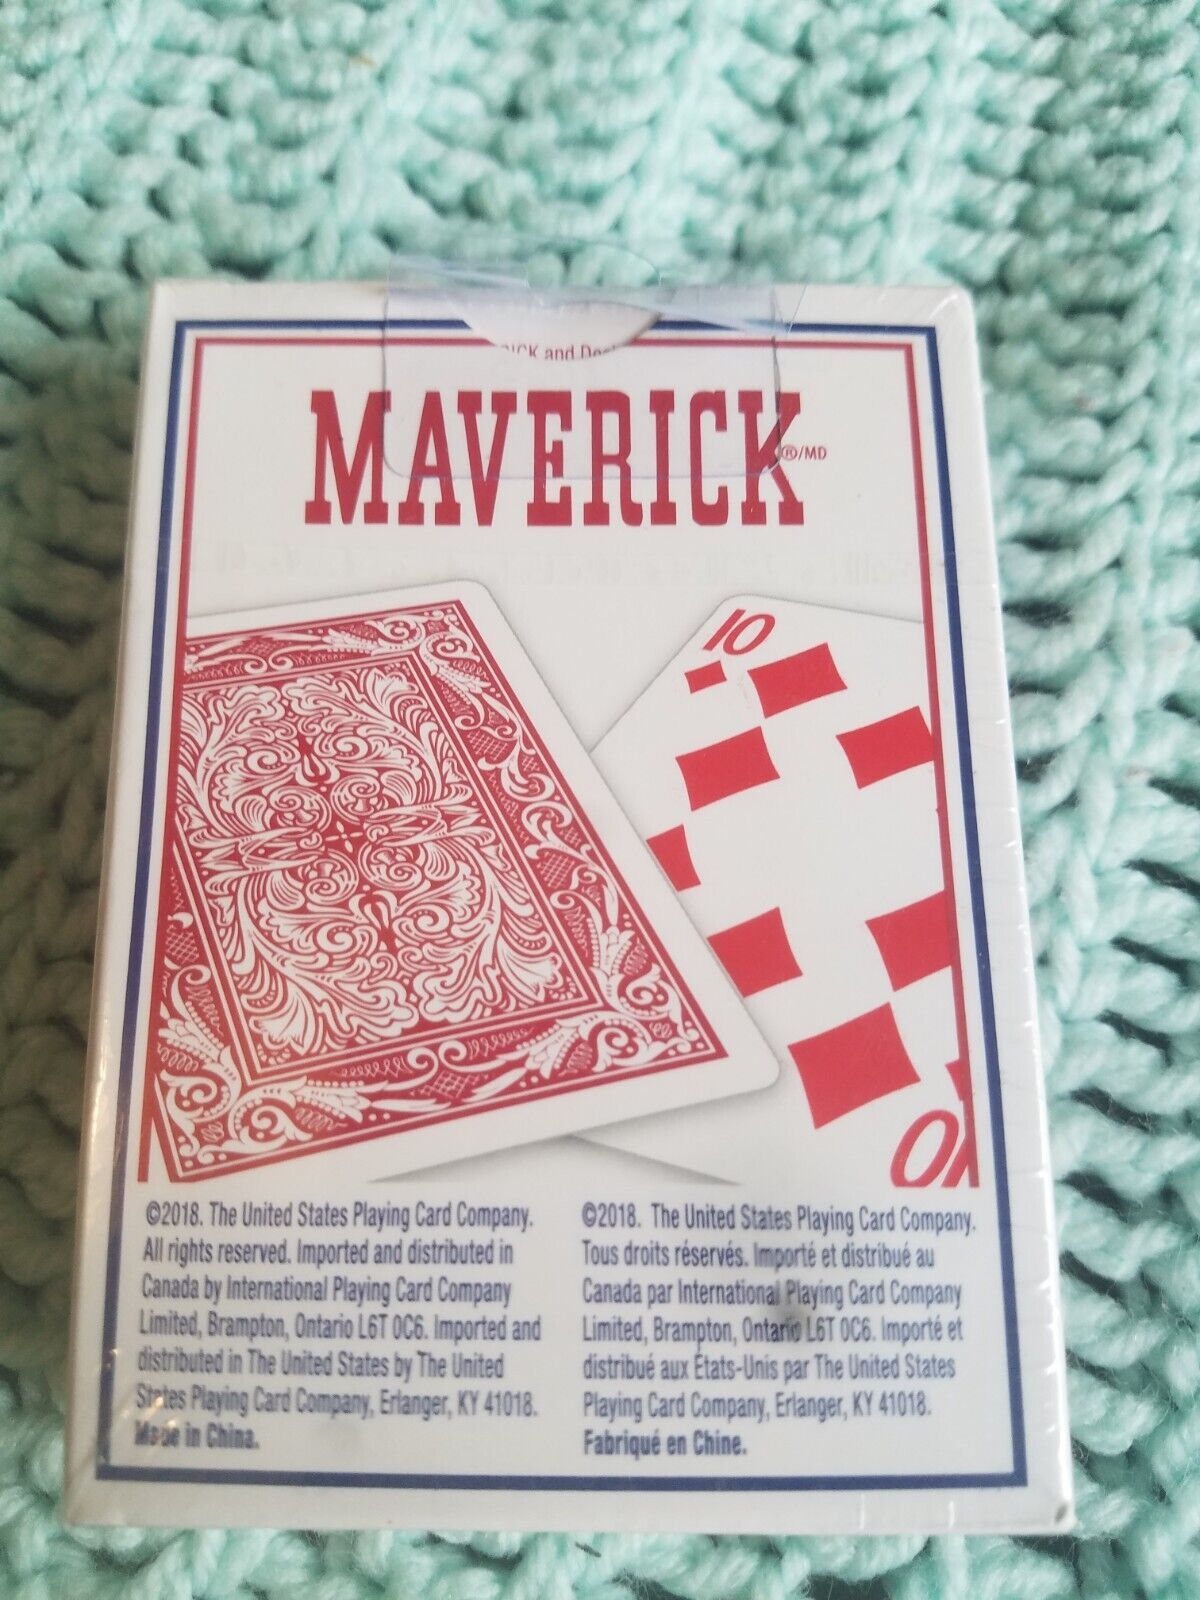 ICK and
MAVERICK®/MD
10
10
©2018. The United States Playing Card Company.
All rights reserved. Imported and distributed in
Canada by International Playing Card Company
Limited, Brampton, Ontario L6T 0C6. Imported and
distributed in The United States by The United
States Playing Card Company, Erlanger, KY 41018.
Made in China.
©2018. The United States Playing Card Company.
Tous droits réservés. Importé et distribué au
Canada par International Playing Card Company
Limited, Brampton, Ontario L6T 0C6. Importé et
distribué aux États-Unis par The United States
Playing Card Company, Erlanger, KY 41018.
Fabriqué en Chine.